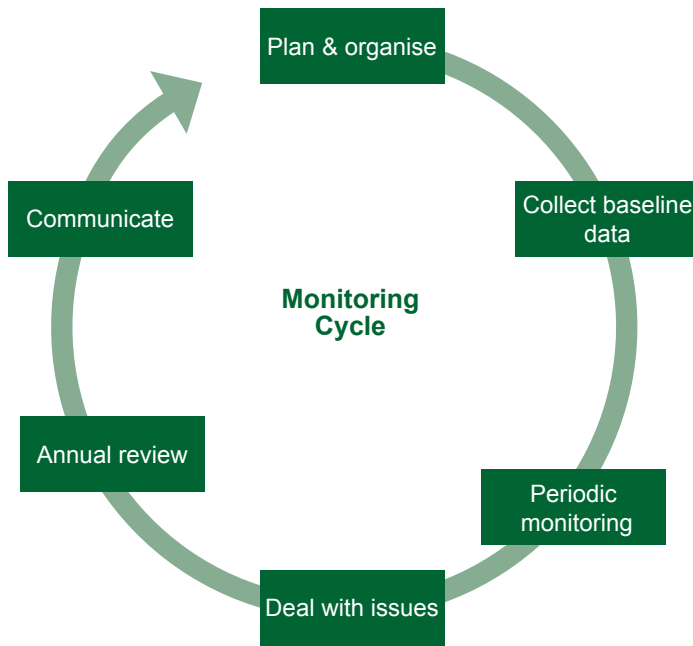 Plan & organise
Collect baseline
data
Periodic
monitoring
Deal with issues
Annual review
Communicate
Monitoring
Cycle